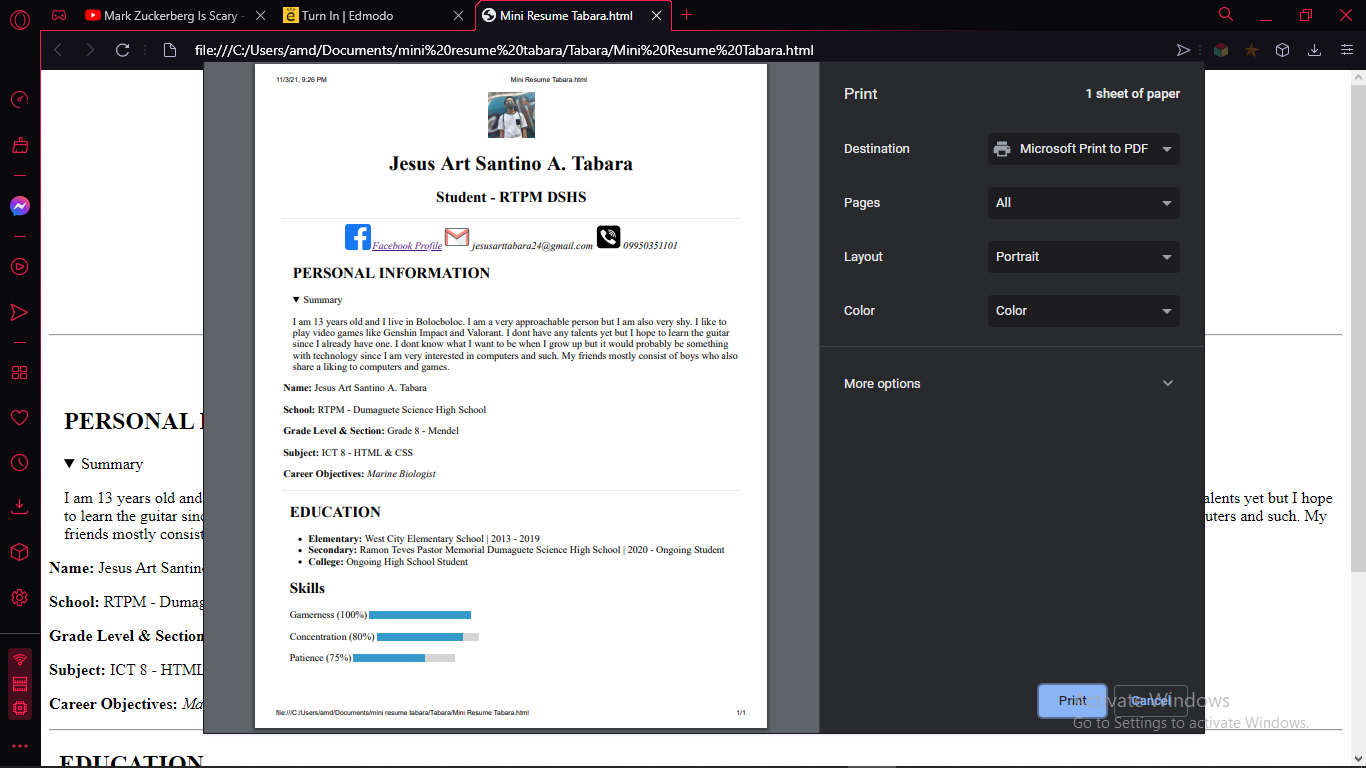 Mark Zuckerberg Is Scary -
Turn In | Edmodo
Mini Resume Tabara.html
file:///C:/Users/amd/Documents/mini%20resume%20tabara/Tabara/Mini%20Resume%20Tabara.html
11/3/21, 9:26 PM
Mini Resume Tabara.html
Jesus Art Santino A. Tabara
Student - RTPM DSHS
Facebook Profile jesusarttabara24@gmail.com 09950351101
PERSONAL INFORMATION
▼ Summary
I am 13 years old and I live in Bolocboloc. I am a very approachable person but I am also very shy. I like to
play video games like Genshin Impact and Valorant. I dont have any talents yet but I hope to learn the guitar
since I already have one. I dont know what I want to be when I grow up but it would probably be something
with technology since I am very interested in computers and such. My friends mostly consist of boys who also
share a liking to computers and games.
Name: Jesus Art Santino A. Tabara
School: RTPM - Dumaguete Science High School
Grade Level & Section: Grade 8 - Mendel
Subject: ICT 8 - HTML & CSS
Career Objectives: Marine Biologist
EDUCATION
• Elementary: West City Elementary School | 2013 - 2019
• Secondary: Ramon Teves Pastor Memorial Dumaguete Science High School | 2020 - Ongoing Student
• College: Ongoing High School Student
Skills
Gamerness (100%)
Concentration (80%)
Patience (75%)
file:///C:/Users/amd/Documents/mini resume tabara/Tabara/Mini Resume Tabara.html
1/1
Print
1 sheet of paper
Destination
Microsoft Print to PDF
Pages
All
Layout
Portrait
Color
Color
More options
Print
Cancel
Activate Windows
Go to Settings to activate Windows.
PERSONAL
▼ Summary
I am 13 years old and
to learn the guitar sinc
friends mostly consist
alents yet but I hope
uters and such. My
Name: Jesus Art Santin
School: RTPM - Dumag
Grade Level & Section
Subject: ICT 8 - HTML
Career Objectives: Ma
EDUCATION